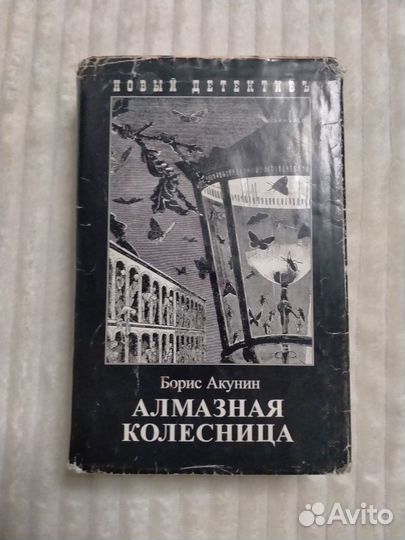 НОВЫЙ ДЕТЕКТИВЪ
Борис Акунин
АЛМАЗНАЯ
КОЛЕСНИЦА
Avito